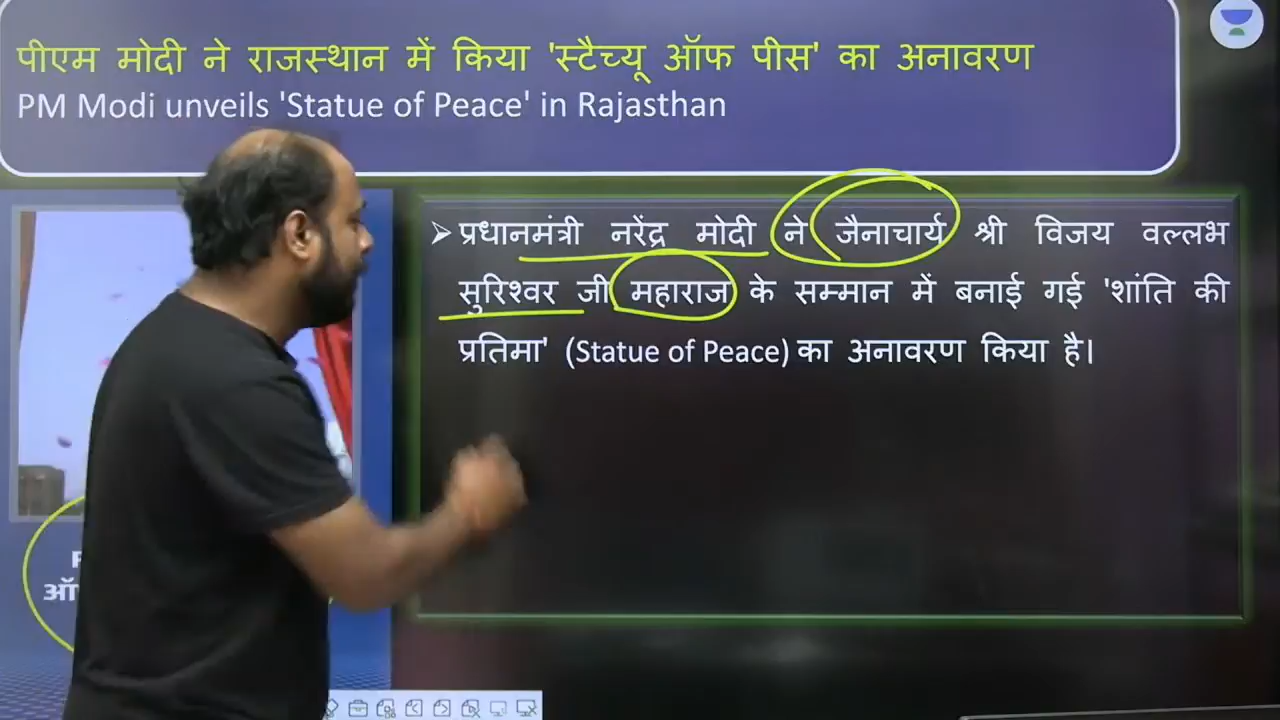 पीएम मोदी ने राजस्थान में किया 'स्टैच्यू ऑफ पीस' का अनावरण
PM Modi unveils 'Statue of Peace' in Rajasthan
➢ प्रधानमंत्री नरेंद्र मोदी ने जैनाचार्य श्री विजय वल्लभ
सुरिश्वर जी महाराज के सम्मान में बनाई गई 'शांति की
प्रतिमा' (Statue of Peace) का अनावरण किया है।